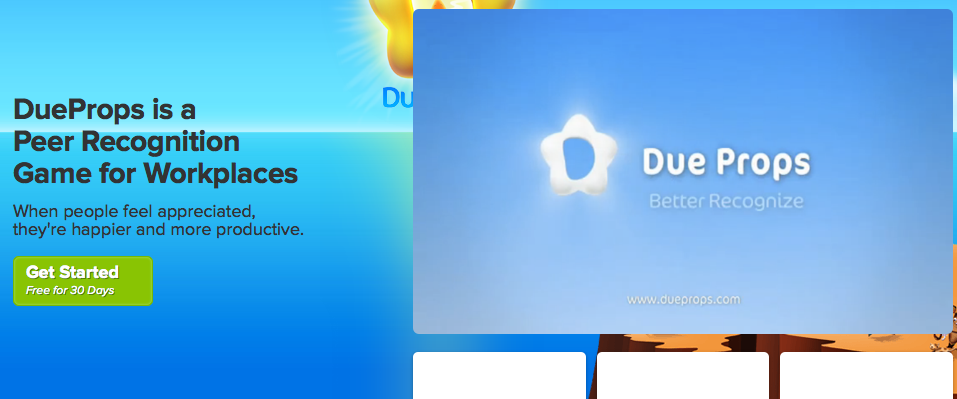 DueProps is a
Peer Recognition
Game for Workplaces
When people feel appreciated,
they're happier and more productive.
Get Started
Free for 30 Days
Du
Due Props
Better Recognize
www.dueprops.com